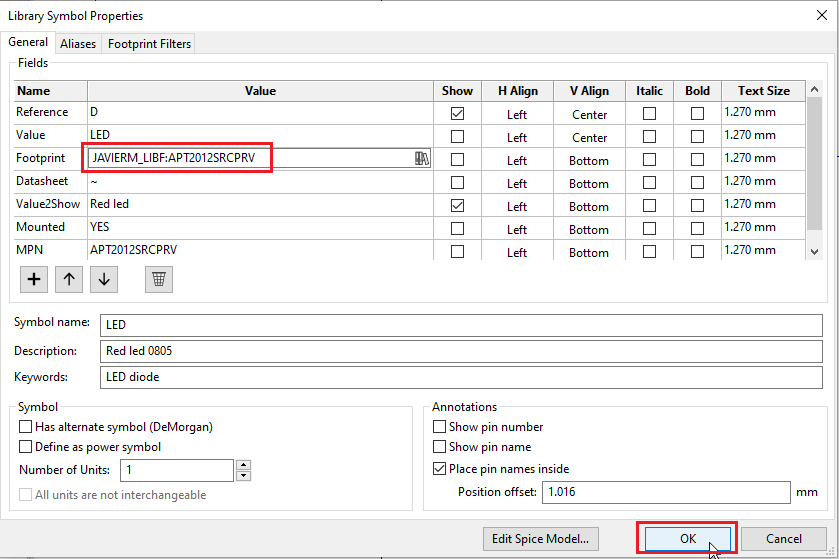 Library Symbol Properties
General Aliases Footprint Filters
Fields
Name Value Show H Align V Align Italic Bold Text Size
Reference D Left Center 1.270 mm
Value LED Left Center 1.270 mm
Footprint JAVIERM_LIBF:APT2012SRCPRV Left Bottom 1.270 mm
Datasheet ~ Left Bottom 1.270 mm
Value2Show Red led Left Bottom 1.270 mm
Mounted YES Left Bottom 1.270 mm
MPN APT2012SRCPRV Left Bottom 1.270 mm
Symbol name: LED
Description: Red led 0805
Keywords: LED diode
Symbol Annotations
Has alternate symbol (DeMorgan) Show pin number
Define as power symbol Show pin name
Number of Units: 1 Place pin names inside
All units are not interchangeable Position offset: 1.016 mm
Edit Spice Model... OK Cancel